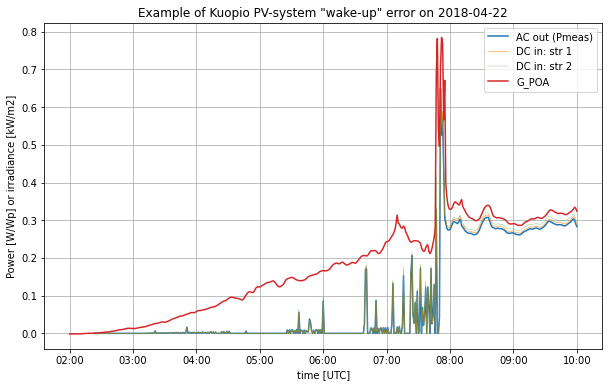 Example of Kuopio PV-system "wake-up" error on 2018-04-22
AC out (Pmeas)
DC in: str 1
DC in: str 2
G_POA
Power [W/Wp] or irradiance [kW/m2]
0.8
0.7
0.6
0.5
0.4
0.3
0.2
0.1
0.0
02:00 03:00 04:00 05:00 06:00 07:00 08:00 09:00 10:00
time [UTC]